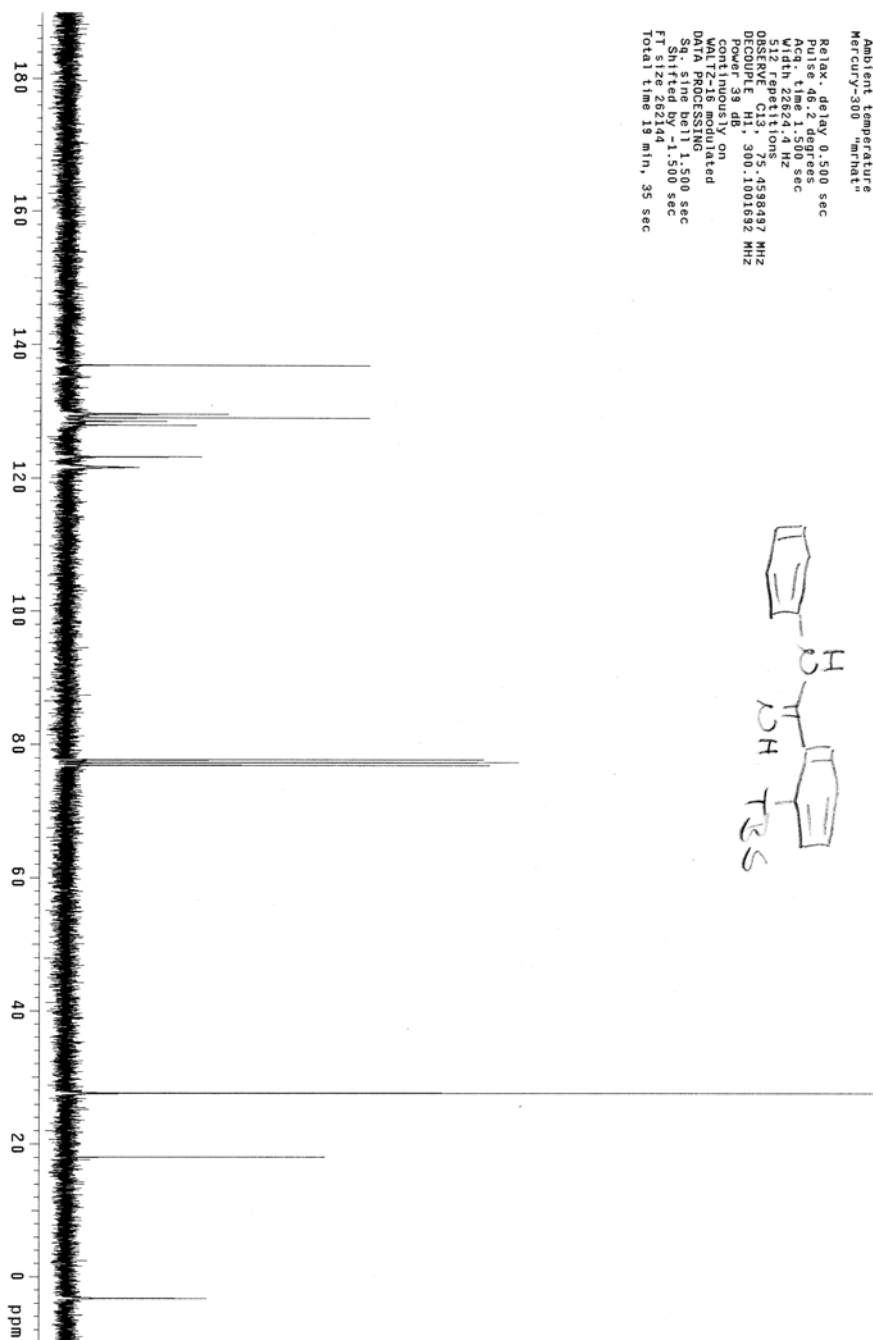 Ambient temperature
Mercury-300 "mrhat"
Relax. delay 0.500 sec
Pulse 46.2 degrees
Acq. time 1.500 sec
Width 22624.4 Hz
512 repetitions
OBSERVE C13, 75.4598497 MHz
DECOUPLE H1, 300.1001692 MHz
Power 39 dB
continuously on
WALTZ-16 modulated
DATA PROCESSING
Sq. sine bell 1.500 sec
Shifted by -1.500 sec
FT size 262144
Total time 19 min, 35 sec
H
NH
TBS
180 160 140 120 100 80 60 40 20 0 ppm